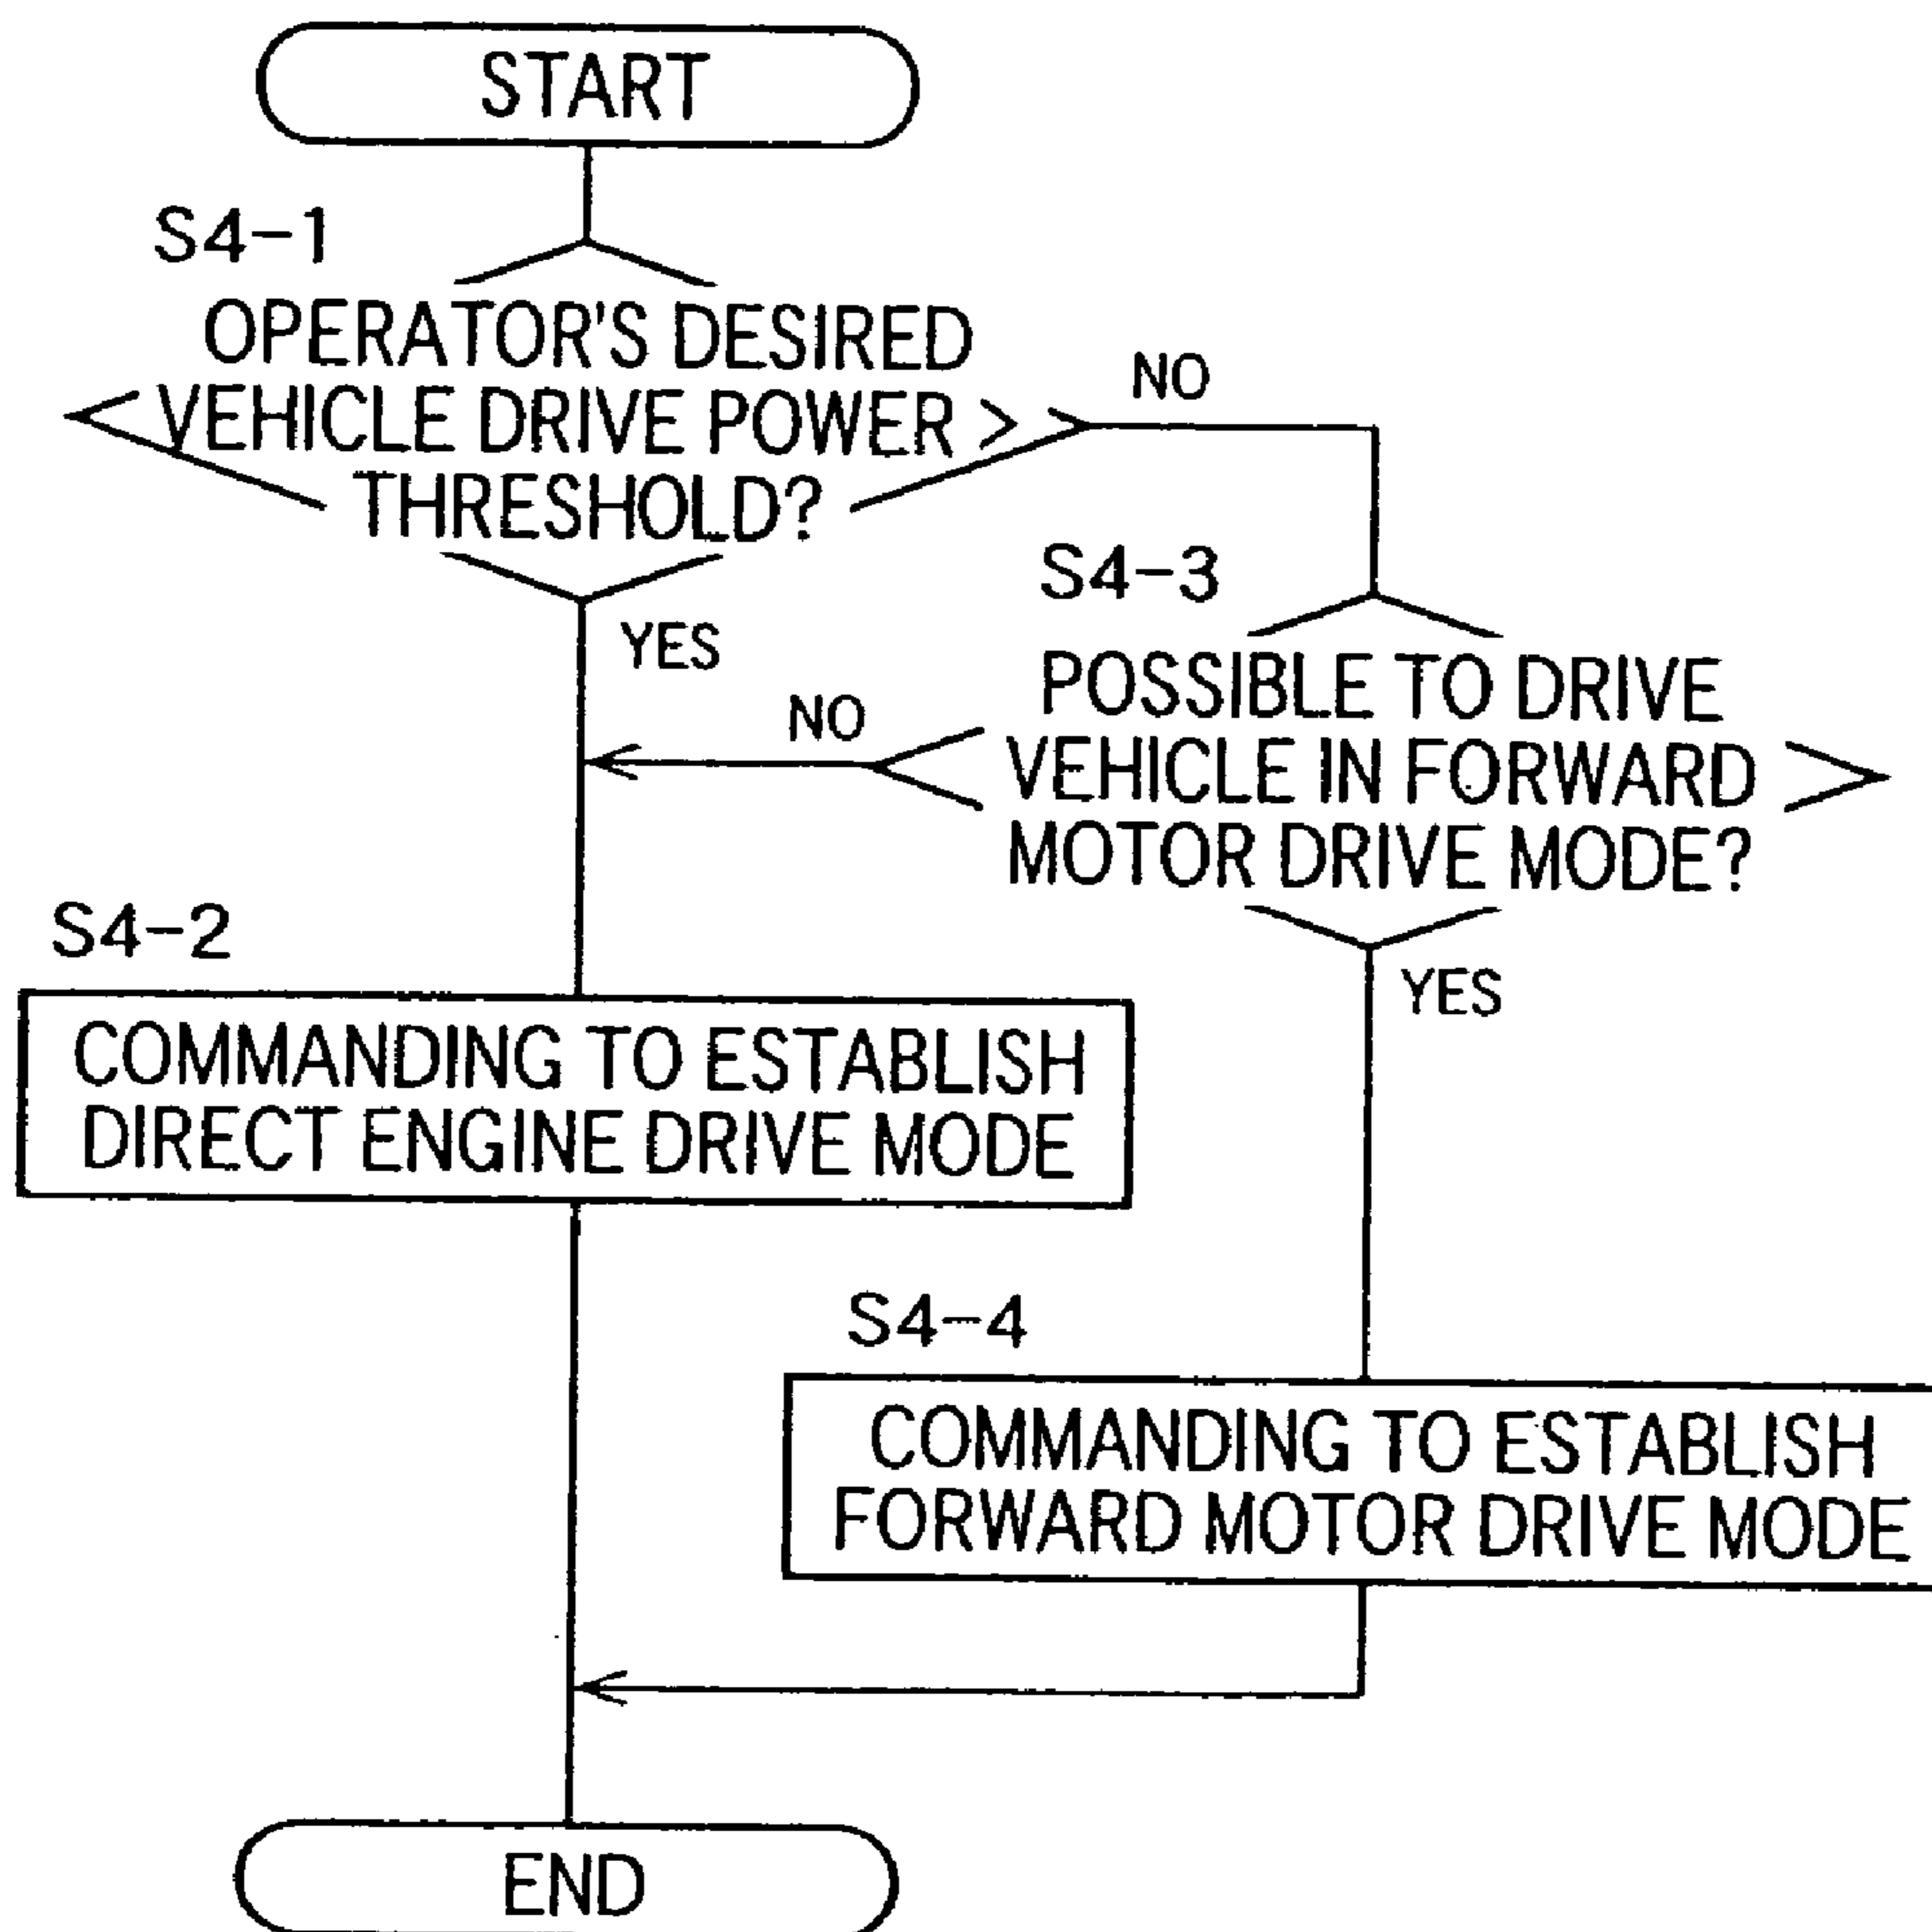 START
S4-1
OPERATOR'S DESIRED
VEHICLE DRIVE POWER >
THRESHOLD?
NO
YES
S4-3
POSSIBLE TO DRIVE
VEHICLE IN FORWARD
MOTOR DRIVE MODE?
NO
YES
S4-2
COMMANDING TO ESTABLISH
DIRECT ENGINE DRIVE MODE
S4-4
COMMANDING TO ESTABLISH
FORWARD MOTOR DRIVE MODE
END